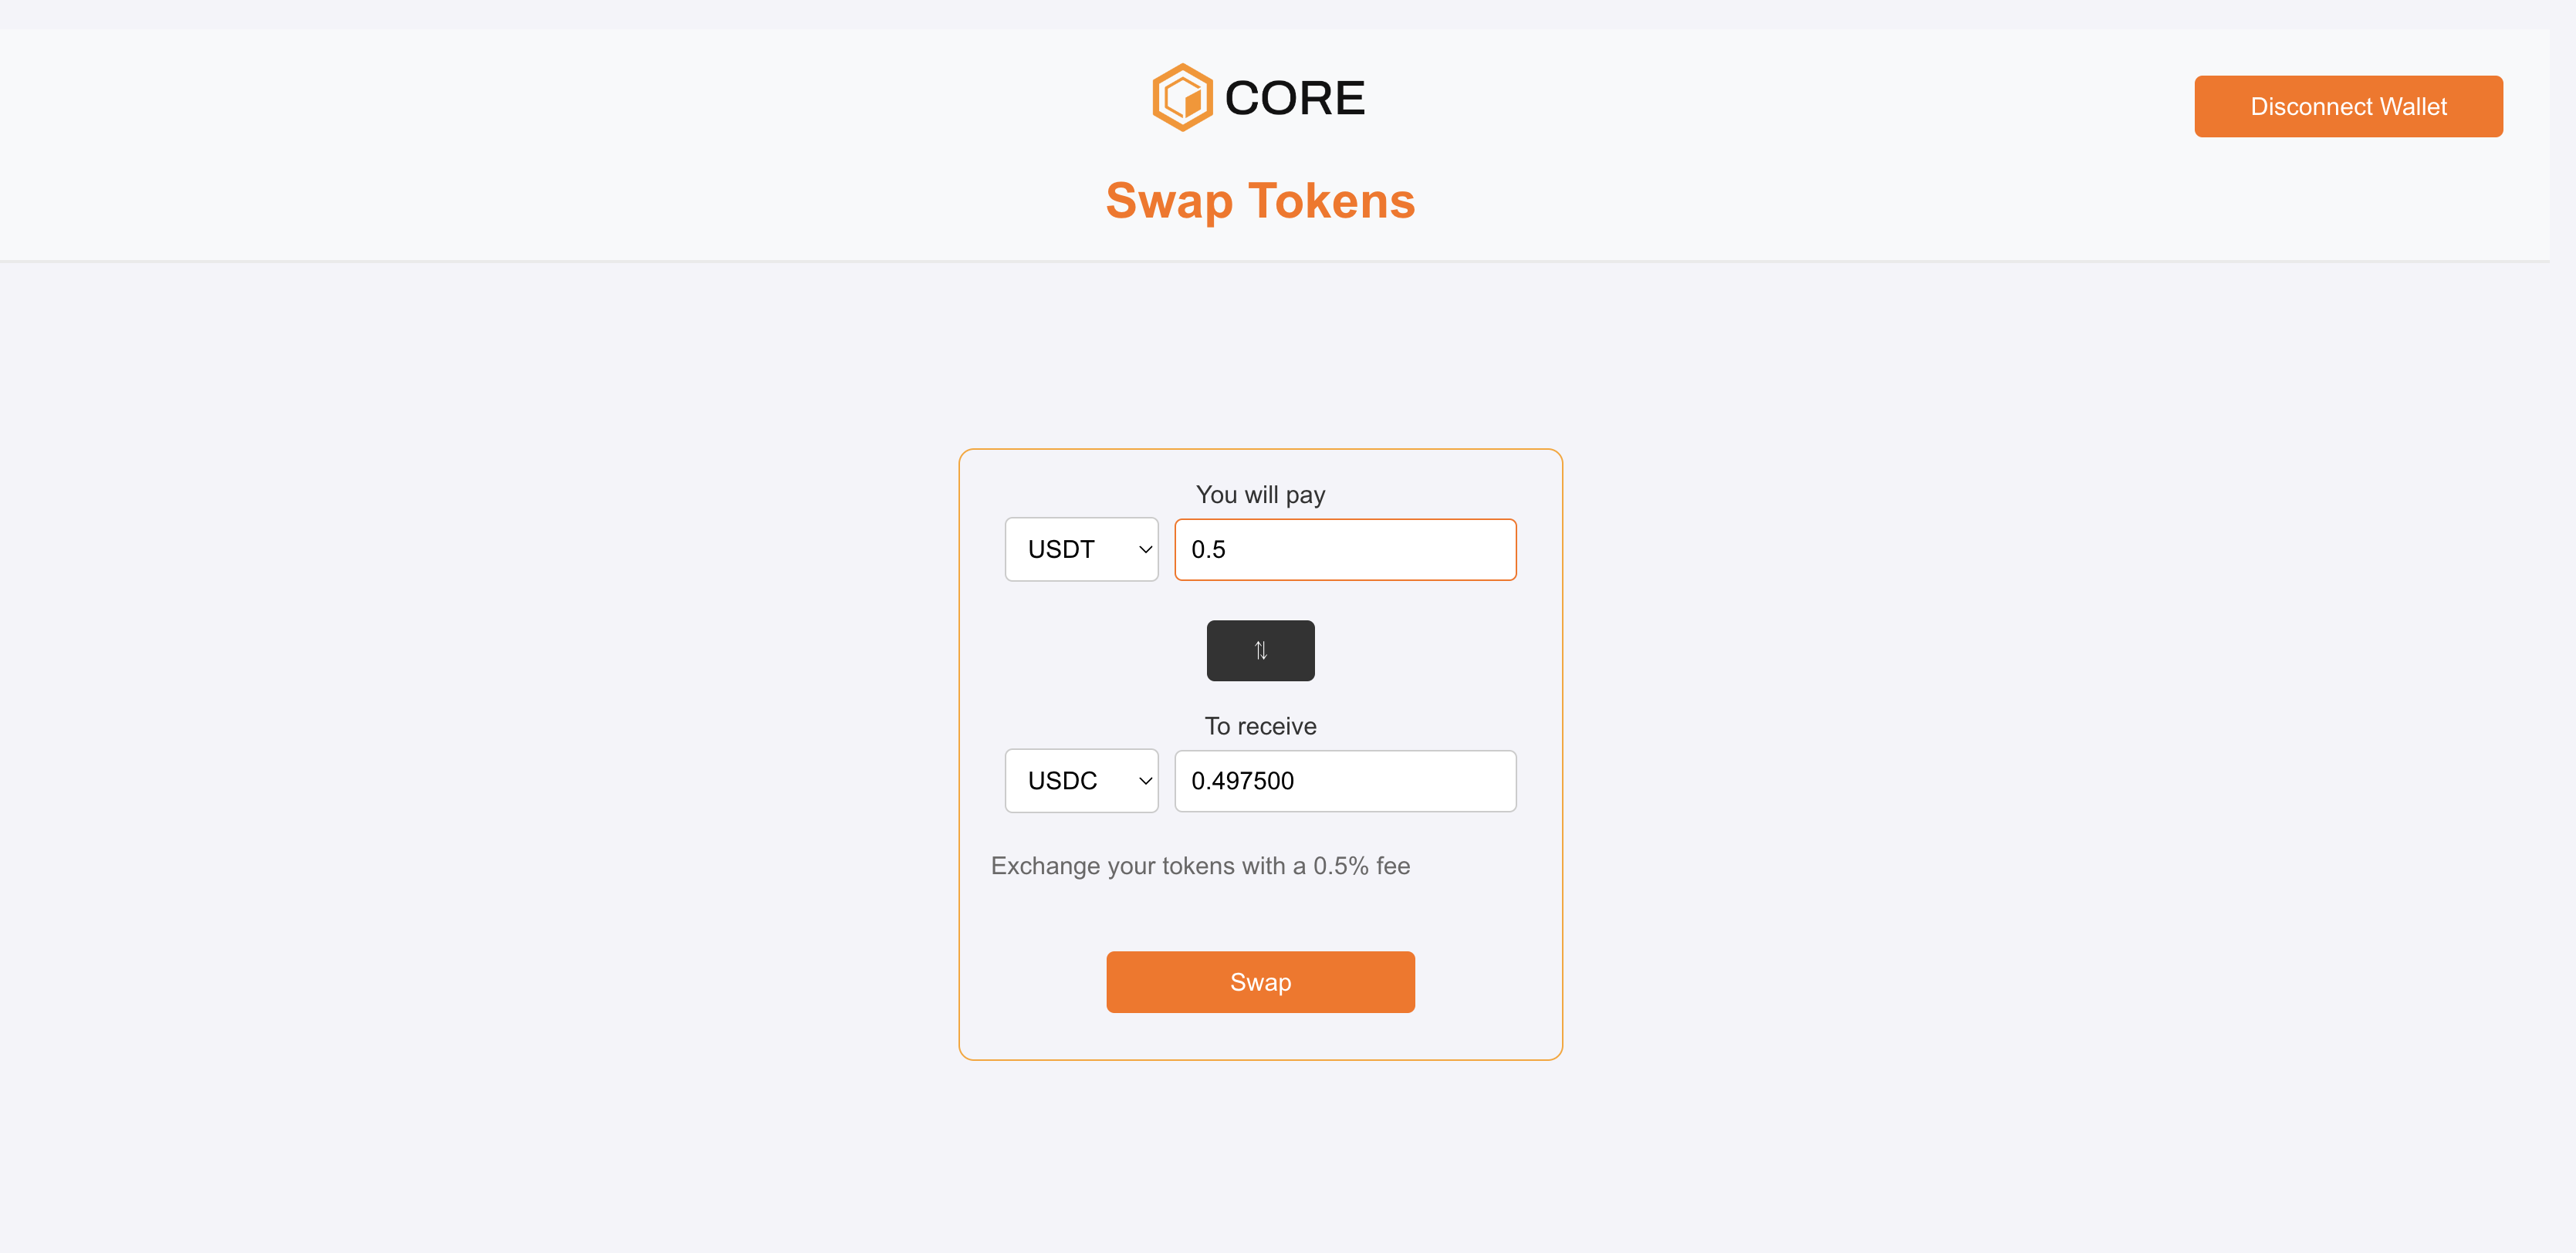 CORE
Disconnect Wallet
Swap Tokens
You will pay
USDT
0.5
⇅
To receive
USDC
0.497500
Exchange your tokens with a 0.5% fee
Swap